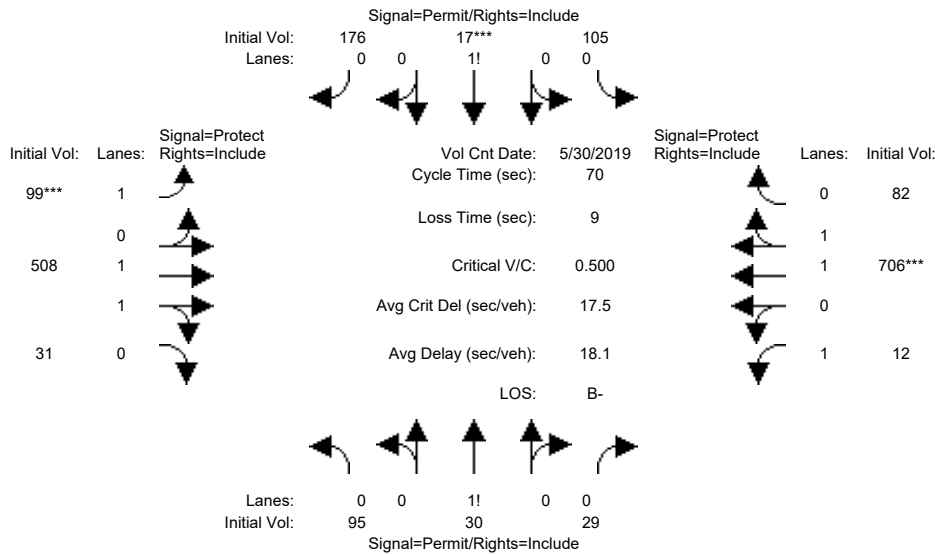 Signal=Permit/Rights=Include
Initial Vol: 176 17*** 105
Lanes: 0 0 1! 0 0
Signal=Protect Signal=Protect
Initial Vol: Lanes: Rights=Include Vol Cnt Date: 5/30/2019 Rights=Include Lanes: Initial Vol:
Cycle Time (sec): 70
99*** 1 0 82
Loss Time (sec): 9
0 1
508 1 Critical V/C: 0.500 1 706***
1 Avg Crit Del (sec/veh): 17.5 0
31 0 Avg Delay (sec/veh): 18.1 1 12
LOS: B-
Lanes: 0 0 1! 0 0
Initial Vol: 95 30 29
Signal=Permit/Rights=Include